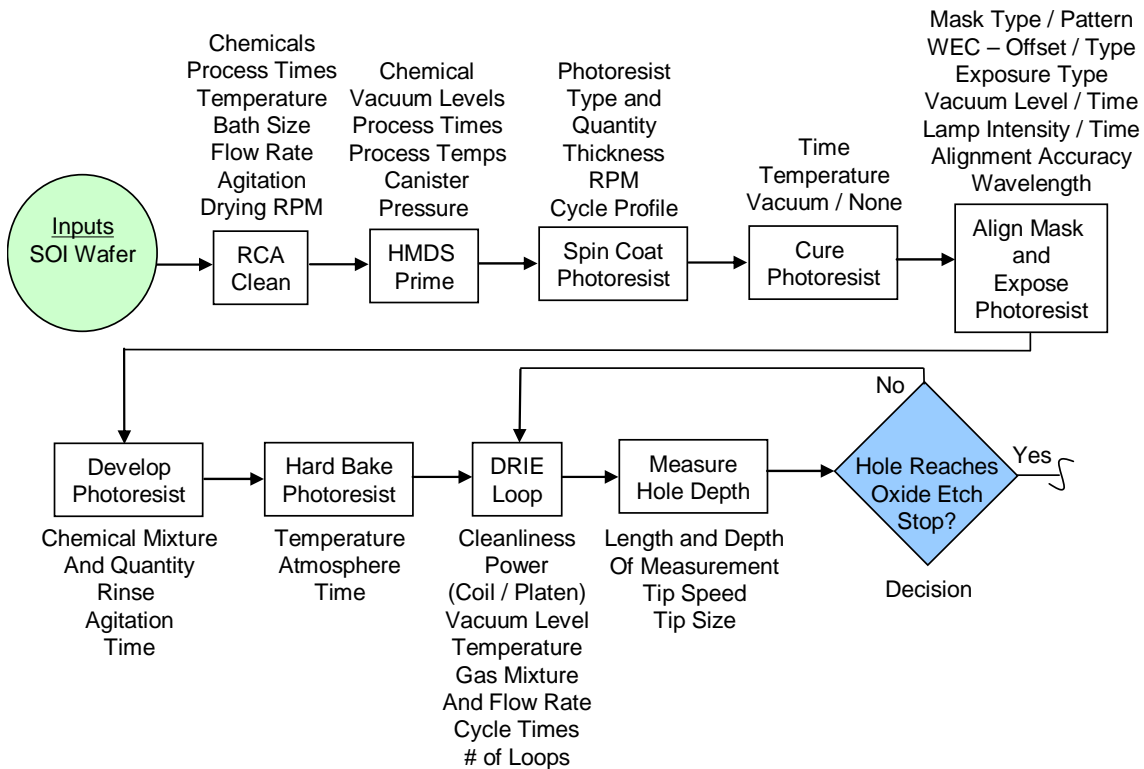 Inputs
SOI Wafer
Chemicals
Process Times
Temperature
Bath Size
Flow Rate
Agitation
Drying RPM
RCA
Clean
Chemical
Vacuum Levels
Process Times
Process Temps
Canister
Pressure
HMDS
Prime
Photoresist
Type and
Quantity
Thickness
RPM
Cycle Profile
Spin Coat
Photoresist
Time
Temperature
Vacuum / None
Cure
Photoresist
Mask Type / Pattern
WEC – Offset / Type
Exposure Type
Vacuum Level / Time
Lamp Intensity / Time
Alignment Accuracy
Wavelength
Align Mask
and
Expose
Photoresist
Develop
Photoresist
Chemical Mixture
And Quantity
Rinse
Agitation
Time
Hard Bake
Photoresist
Temperature
Atmosphere
Time
DRIE
Loop
Cleanliness
Power
(Coil / Platen)
Vacuum Level
Temperature
Gas Mixture
And Flow Rate
Cycle Times
# of Loops
Measure
Hole Depth
Length and Depth
Of Measurement
Tip Speed
Tip Size
No
Hole Reaches
Oxide Etch
Stop?
Yes
Decision